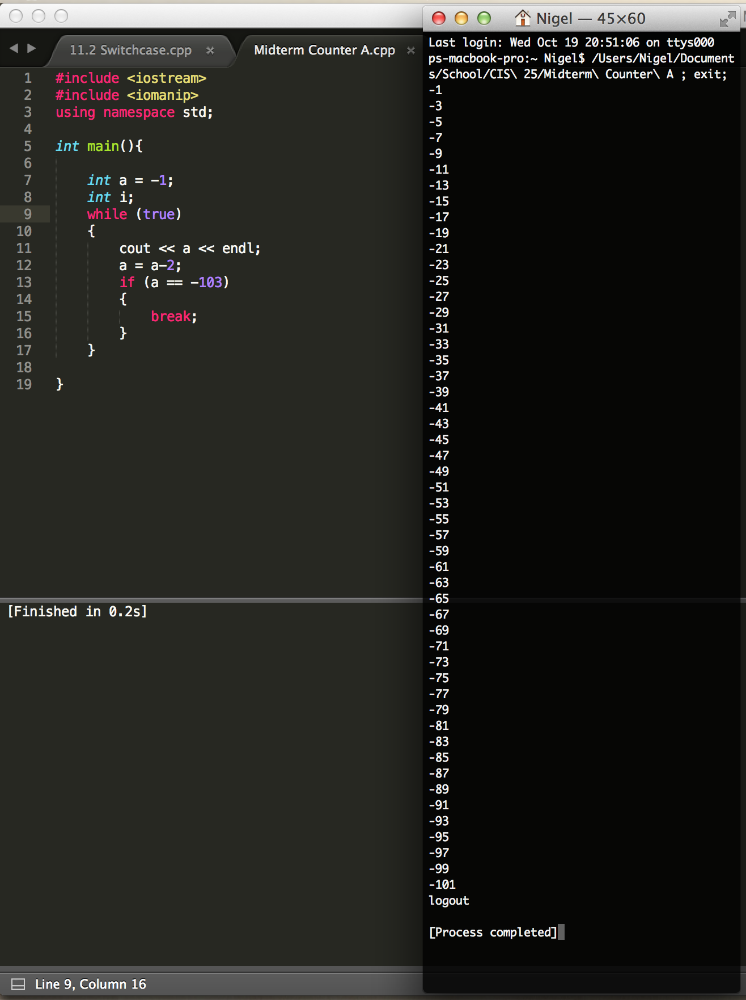 11.2 Switchcase.cpp ×
Midterm Counter A.cpp ×
1 #include <iostream>
2 #include <iomanip>
3 using namespace std;
4
5 int main(){
6
7 int a = -1;
8 int i;
9 while (true)
10 {
11 cout << a << endl;
12 a = a-2;
13 if (a == -103)
14 {
15 break;
16 }
17 }
18
19 }
[Finished in 0.2s]
Line 9, Column 16
Nigel — 45×60
Last login: Wed Oct 19 20:51:06 on ttys000
ps-macbook-pro:~ Nigel$ /Users/Nigel/Document
s/School/CIS\ 25/Midterm\ Counter\ A ; exit;
-1
-3
-5
-7
-9
-11
-13
-15
-17
-19
-21
-23
-25
-27
-29
-31
-33
-35
-37
-39
-41
-43
-45
-47
-49
-51
-53
-55
-57
-59
-61
-63
-65
-67
-69
-71
-73
-75
-77
-79
-81
-83
-85
-87
-89
-91
-93
-95
-97
-99
-101
logout
[Process completed]